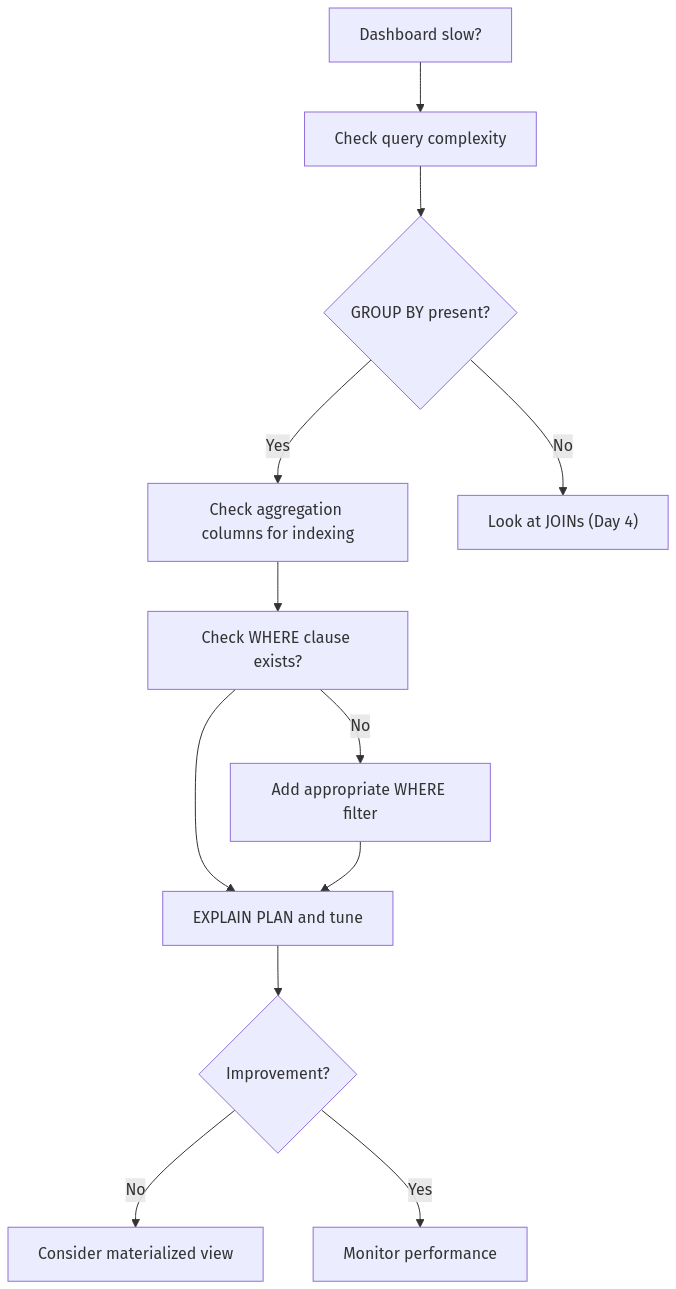 Dashboard slow?
Check query complexity
GROUP BY present?
Yes
No
Check aggregation
columns for indexing
Look at JOINs (Day 4)
Check WHERE clause
exists?
No
Add appropriate WHERE
filter
EXPLAIN PLAN and tune
Improvement?
No
Yes
Consider materialized view
Monitor performance